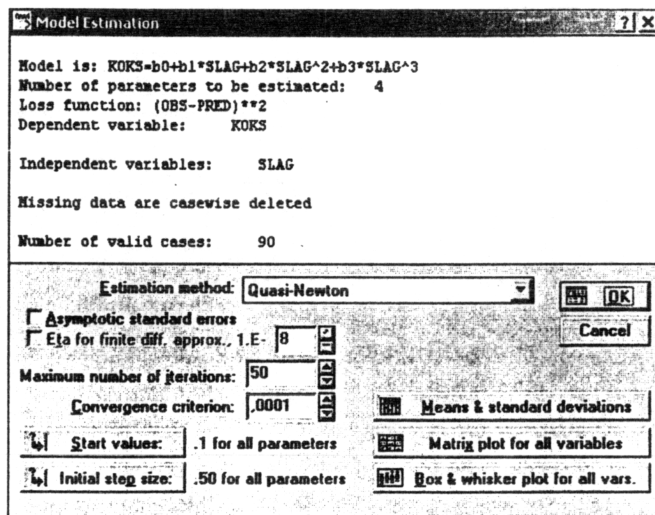 Model Estimation
Model is: KOKS=b0+b1*SLAG+b2*SLAG^2+b3*SLAG^3
Number of parameters to be estimated: 4
Loss function: (OBS-PRED)**2
Dependent variable: KOKS
Independent variables: SLAG
Missing data are casewise deleted
Number of valid cases: 90
Estimation method: Quasi-Newton
OK
Asymptotic standard errors
Eta for finite diff. approx., 1.E- 8
Cancel
Maximum number of iterations: 50
Convergence criterion: ,0001
Means & standard deviations
Start values: .1 for all parameters
Matrix plot for all variables
Initial step size: .50 for all parameters
Box & whisker plot for all vars.